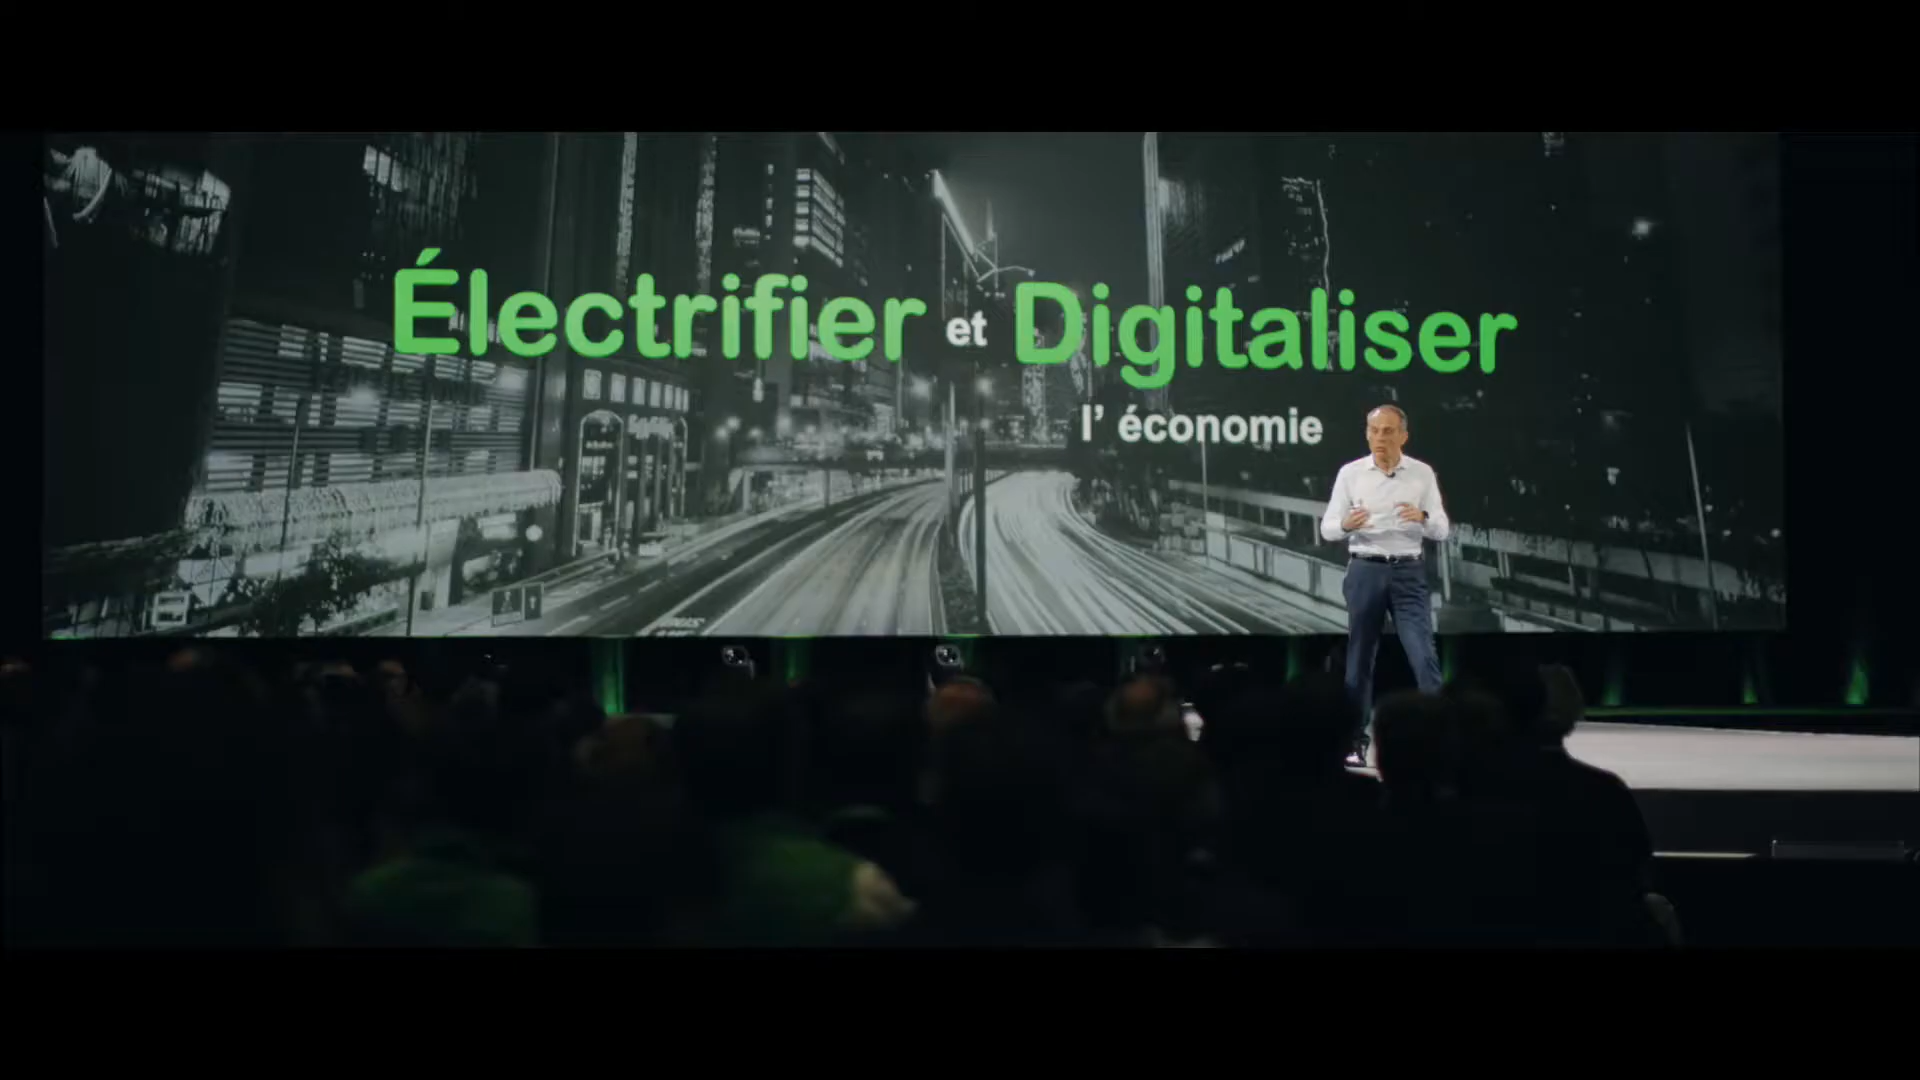 Électrifier et Digitaliser
l’ économie